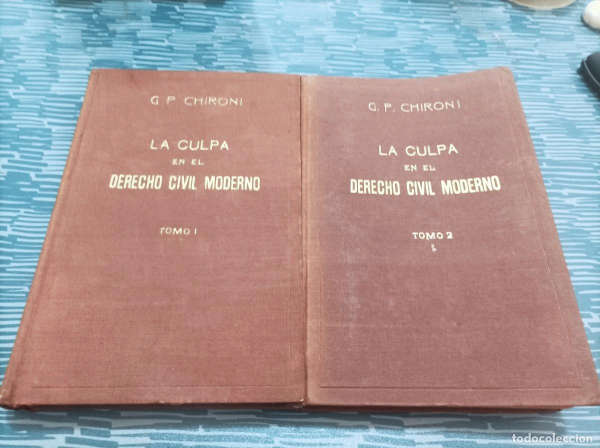 G. P. CHIRONI
LA CULPA
EN EL
DERECHO CIVIL MODERNO
TOMO I
G. P. CHIRONI
LA CULPA
EN EL
DERECHO CIVIL MODERNO
TOMO 2
todocoleccion